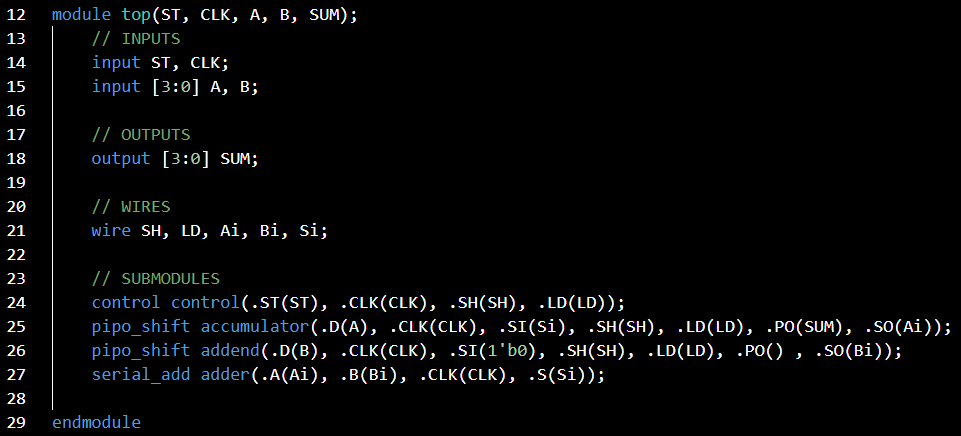 12 module top(ST, CLK, A, B, SUM);
13 // INPUTS
14 input ST, CLK;
15 input [3:0] A, B;
16
17 // OUTPUTS
18 output [3:0] SUM;
19
20 // WIRES
21 wire SH, LD, Ai, Bi, Si;
22
23 // SUBMODULES
24 control control(.ST(ST), .CLK(CLK), .SH(SH), .LD(LD));
25 pipo_shift accumulator(.D(A), .CLK(CLK), .SI(Si), .SH(SH), .LD(LD), .PO(SUM), .SO(Ai));
26 pipo_shift addend(.D(B), .CLK(CLK), .SI(1'b0), .SH(SH), .LD(LD), .PO() , .SO(Bi));
27 serial_add adder(.A(Ai), .B(Bi), .CLK(CLK), .S(Si));
28
29 endmodule